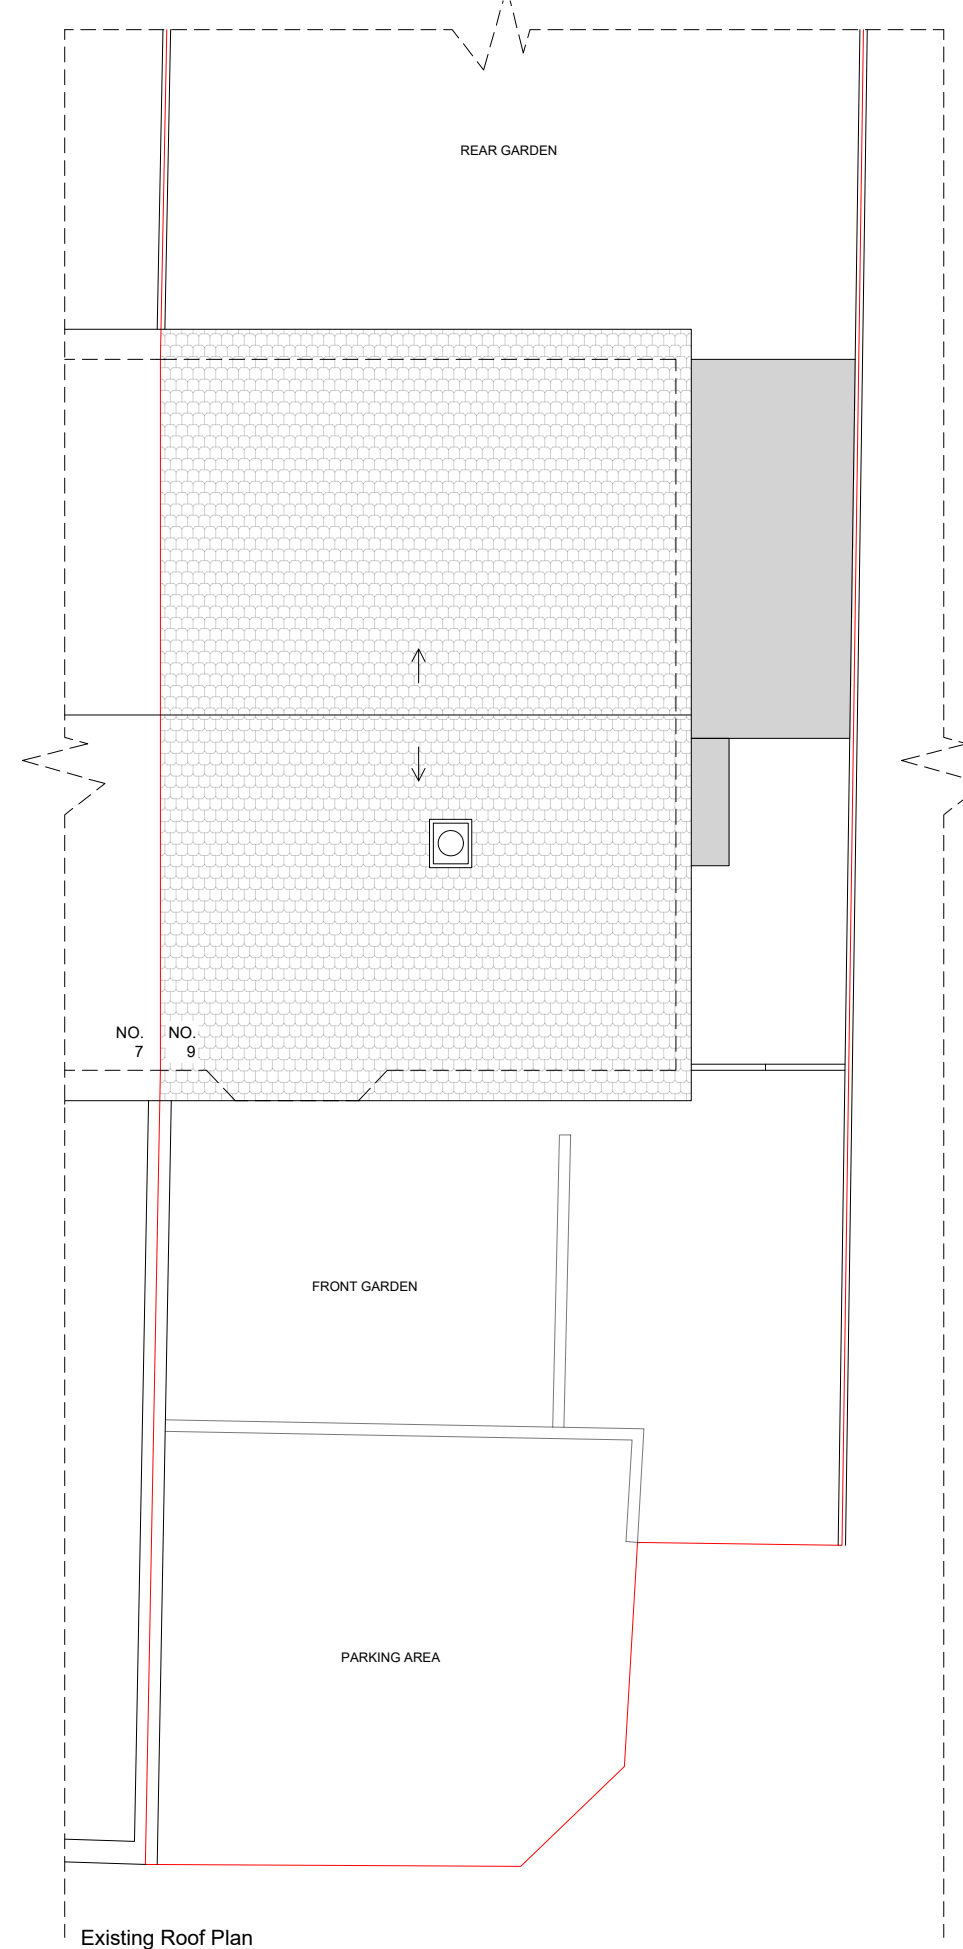 REAR GARDEN
NO. NO.
7 9
FRONT GARDEN
PARKING AREA
Existing Roof Plan